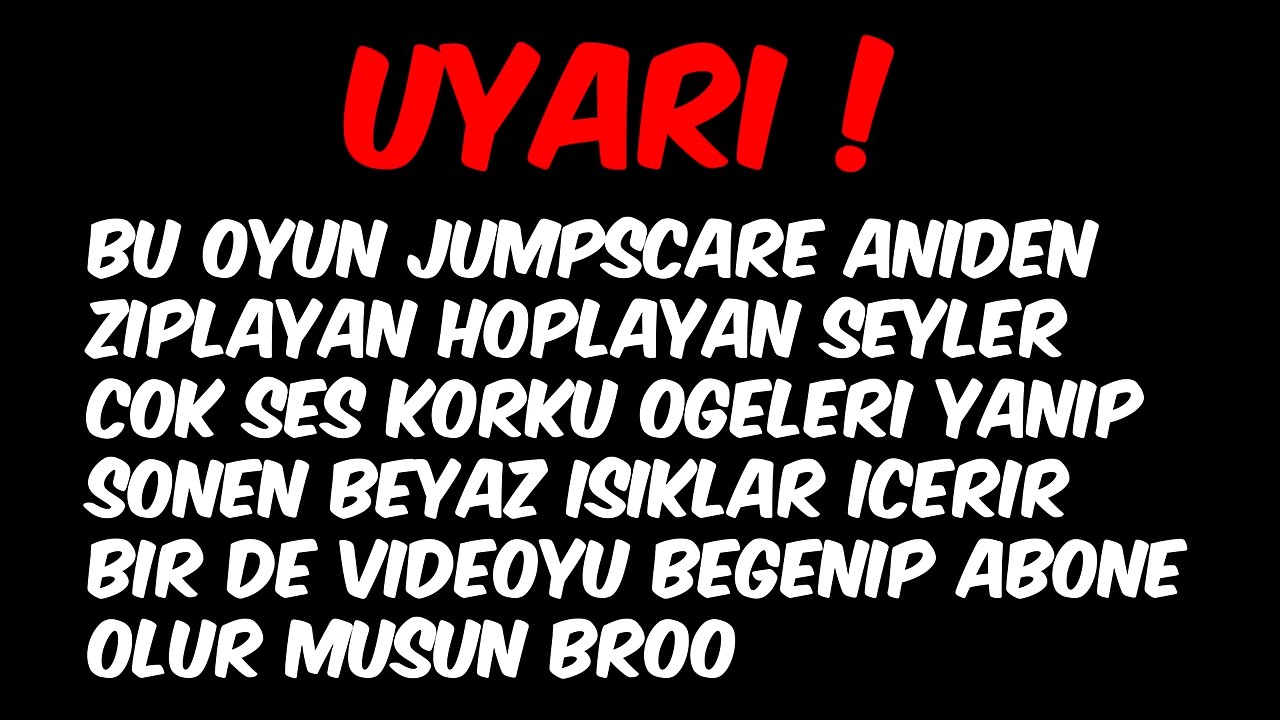 UYARI !
BU OYUN JUMPSCARE ANIDEN
ZIPLAYAN HOPLAYAN SEYLER
COK SES KORKU OGELERI YANIP
SONEN BEYAZ ISIKLAR ICERIR
BIR DE VIDEOYU BEGENIP ABONE
OLUR MUSUN BROO